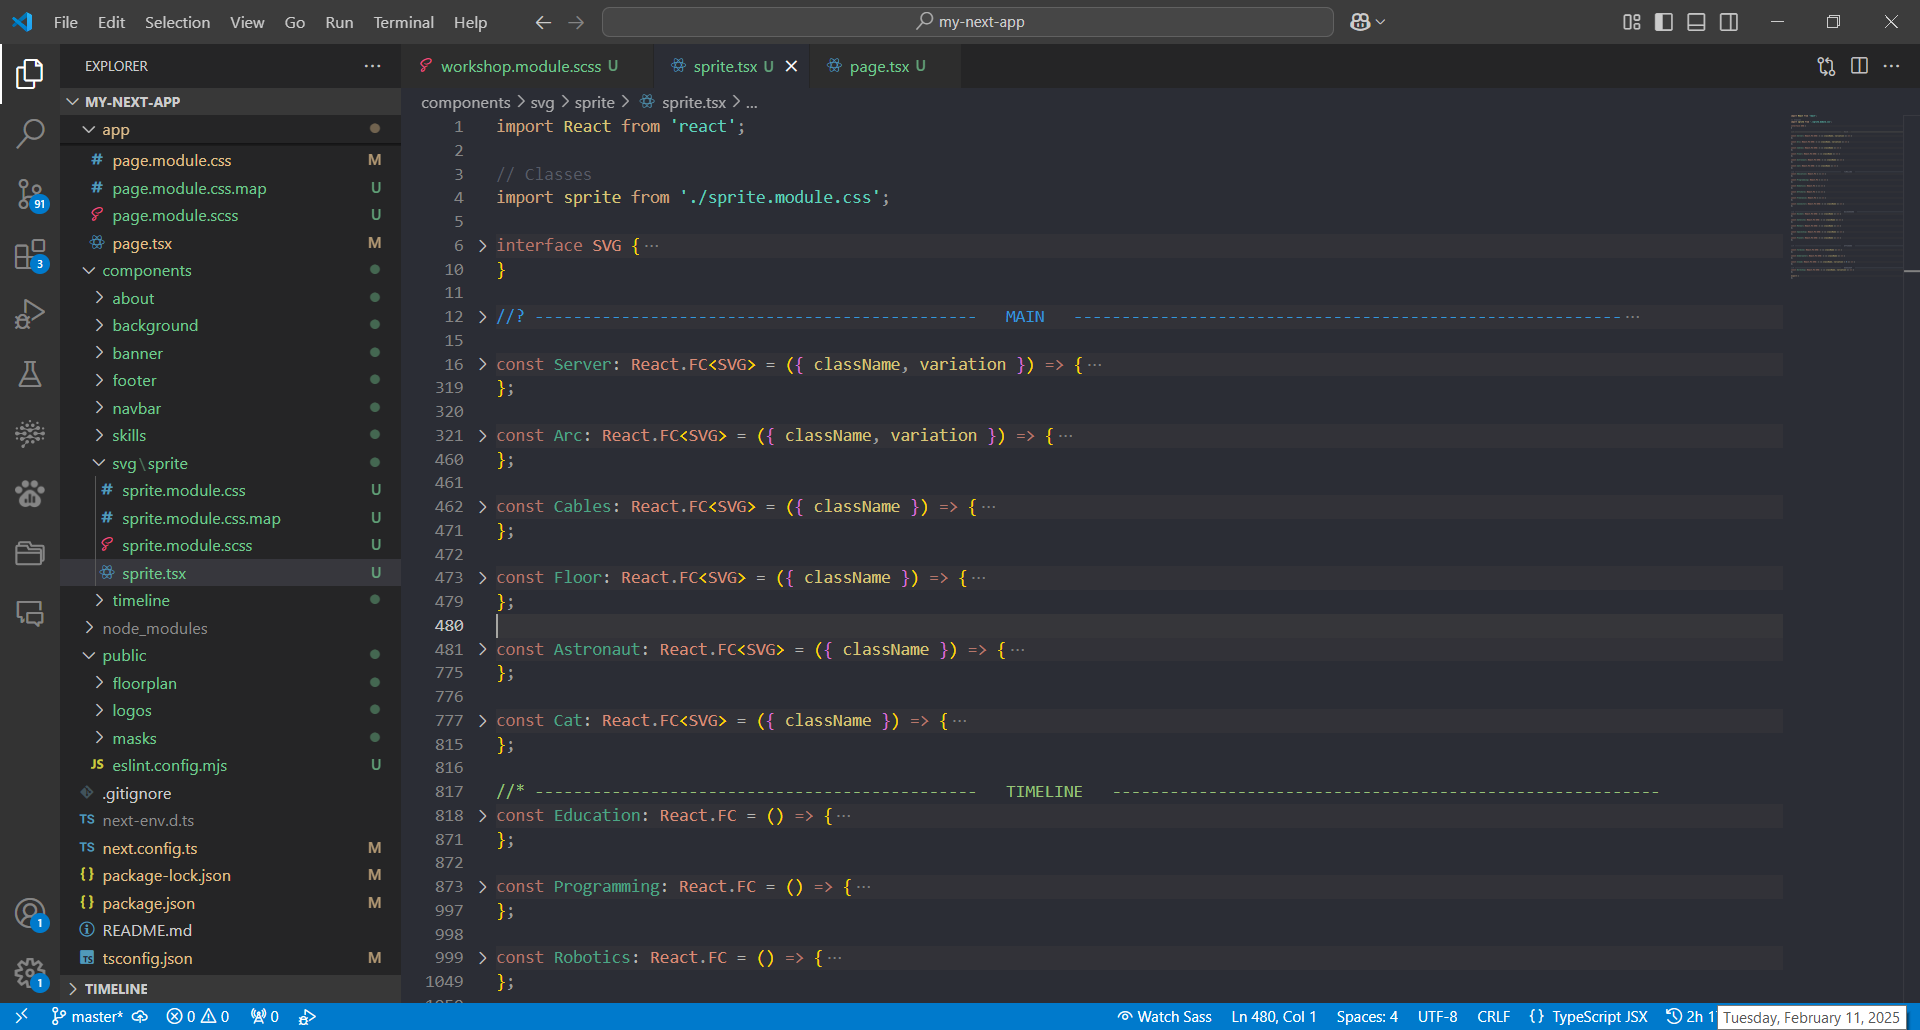 File Edit Selection View Go Run Terminal Help
my-next-app
EXPLORER
MY-NEXT-APP
app
page.module.css M
page.module.css.map U
page.module.scss U
page.tsx M
components
about
background
banner
footer
navbar
skills
svg\sprite
sprite.module.css U
sprite.module.css.map U
sprite.module.scss U
sprite.tsx U
timeline
node_modules
public
floorplan
logos
masks
JS eslint.config.mjs U
.gitignore
TS next-env.d.ts
TS next.config.ts M
{} package-lock.json M
{} package.json M
README.md
TS tsconfig.json M
TIMELINE
91
3
1
1
workshop.module.scss U
sprite.tsx U
page.tsx U
components > svg > sprite > sprite.tsx > ...
1 import React from 'react';
2
3 // Classes
4 import sprite from './sprite.module.css';
5
6 interface SVG { ···
10 }
11
12 //? ---------------------------------------------- MAIN --------------------------------------------------------- ···
15
16 const Server: React.FC<SVG> = ({ className, variation }) => { ···
319 };
320
321 const Arc: React.FC<SVG> = ({ className, variation }) => { ···
460 };
461
462 const Cables: React.FC<SVG> = ({ className }) => { ···
471 };
472
473 const Floor: React.FC<SVG> = ({ className }) => { ···
479 };
480
481 const Astronaut: React.FC<SVG> = ({ className }) => { ···
775 };
776
777 const Cat: React.FC<SVG> = ({ className }) => { ···
815 };
816
817 //* ---------------------------------------------- TIMELINE ---------------------------------------------------------
818 const Education: React.FC = () => { ···
871 };
872
873 const Programming: React.FC = () => { ···
997 };
998
999 const Robotics: React.FC = () => { ···
1049 };
master* 0 0 0
Watch Sass Ln 480, Col 1 Spaces: 4 UTF-8 CRLF {} TypeScript JSX 2h
Tuesday, February 11, 2025